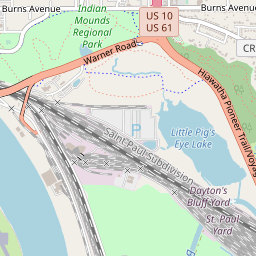 Burns Avenue
Burns Avenue
Indian
Mounds
Regional
Park
US 10
US 61
Warner Road
Hiawatha Pioneer
Trail/Voyag
Little Pig's
Eye Lake
P
Saint Paul Subdivision
Dayton's
Bluff Yard
St. Paul
Yard